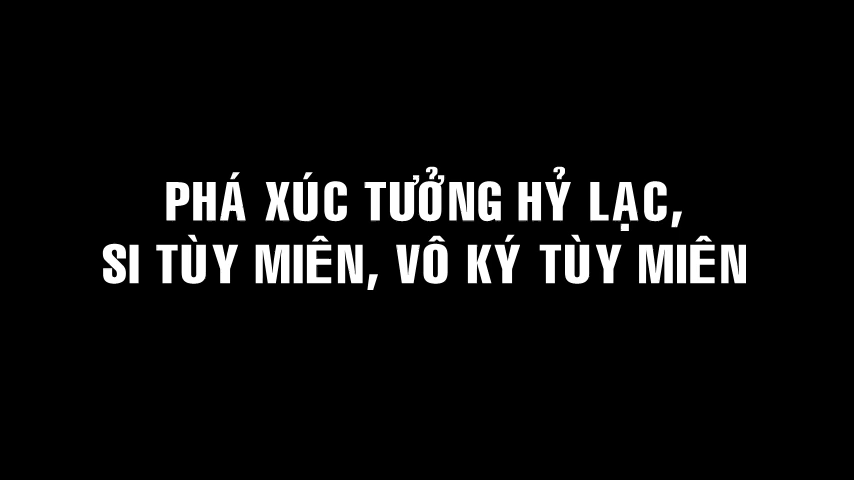 PHÁ XÚC TƯỞNG HỶ LẠC,
SI TÙY MIÊN, VÔ KÝ TÙY MIÊN